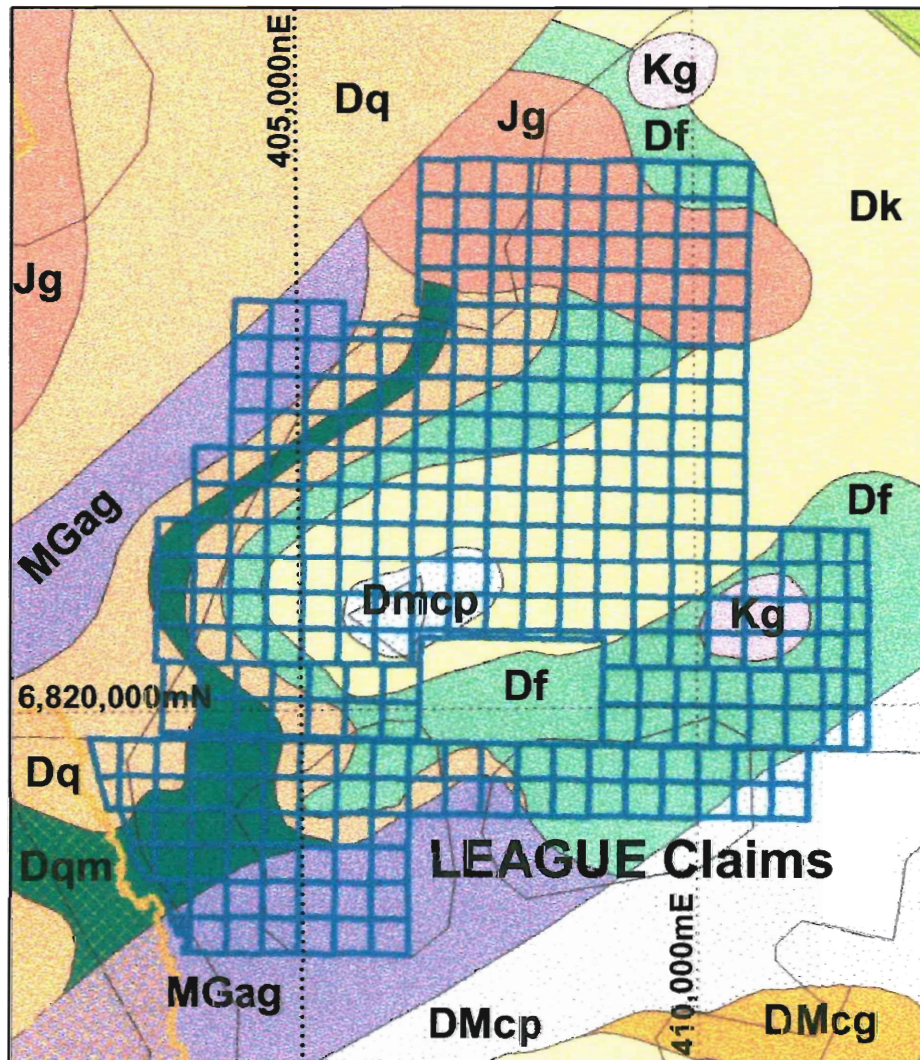 Kg
405,000nE
Dq
Jg
Df
Dk
Jg
MGag
Df
Dmcp
Kg
Df
6,820,000mN
Dq
Dqm
LEAGUE Claims
MGag
410,000mE
DMcp
DMcg